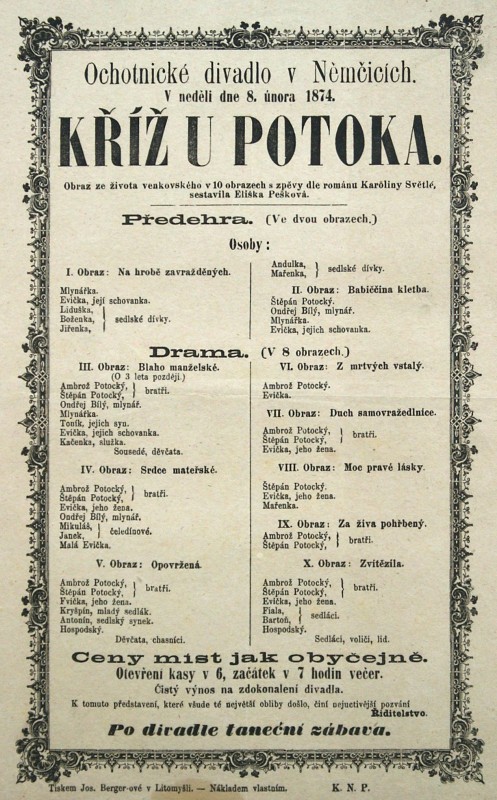 Ochotnické divadlo v Němčicích.
V neděli dne 8. února 1874.
KŘÍŽ U POTOKA.
Obraz ze života venkovského v 10 obrazech s zpěvy dle románu Karôliny Světlé,
sestavila Eliška Pešková.
Předehra. (Ve dvou obrazech.)
Osoby:
I. Obraz: Na hrobě zavražděných.
Mlynářka.
Evička, její schovanka.
Liduška,
Boženka, } sedlské dívky.
Jiřenka,
Andulka,
Mařenka, } sedlské dívky.
II. Obraz: Babiččina kletba.
Štěpán Potocký.
Ondřej Bílý, mlynář.
Mlynářka.
Evička, jejich schovanka.
Drama. (V 8 obrazech.)
III. Obraz: Blaho manželské.
(O 3 leta později.)
Ambrož Potocký,
Štěpán Potocký, } bratři.
Ondřej Bílý, mlynář.
Mlynářka.
Toník, jejich syn.
Evička, jejich schovanka.
Kačenka, služka.
Sousedé, děvčata.
IV. Obraz: Srdce mateřské.
Ambrož Potocký,
Štěpán Potocký, } bratři.
Evička, jeho žena.
Ondřej Bílý, mlynář.
Mikuláš,
Janek, } čeledínové.
Malá Evička.
V. Obraz: Opovržená.
Ambrož Potocký,
Štěpán Potocký, } bratři.
Fvička, jeho žena.
Kryšpín, mladý sedlák.
Antonín, sedlský synek.
Hospodský.
Děvčata, chasníci.
VI. Obraz: Z mrtvých vstalý.
Ambrož Potocký.
Evička.
VII. Obraz: Duch samovražedlnice.
Ambrož Potocký,
Štěpán Potocký, } bratři.
Evička, jeho žena.
VIII. Obraz: Moc pravé lásky.
Štěpán Potocký.
Evička, jeho žena.
Mařenka.
IX. Obraz: Za živa pohřbený.
Ambrož Potocký,
Štěpán Potocký, } bratři.
X. Obraz: Zvítězila.
Ambrož Potocký,
Štěpán Potocký, } bratři.
Evička, jeho žena.
Fiala,
Bartoň, } sedláci.
Hospodský.
Sedláci, voliči, lid.
Ceny míst jak obyčejně.
Otevření kasy v 6, začátek v 7 hodin večer.
Čistý výnos na zdokonalení divadla.
K tomuto představení, které všude té největší obliby došlo, činí nejuctivější pozvání
Řiditelstvo.
Po divadle taneční zábava.
Tiskem Jos. Berger-ové v Litomyšli. — Nákladem vlastním. K. N. P.